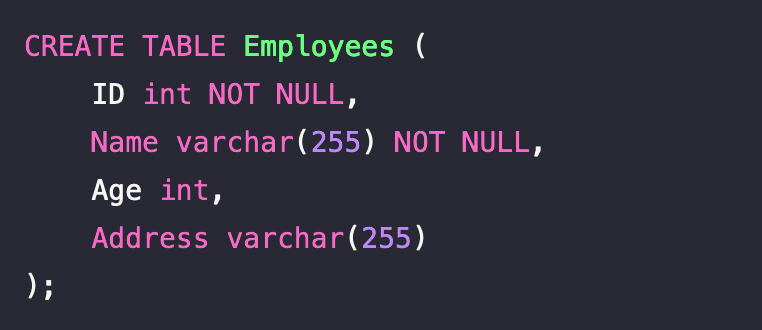 CREATE TABLE Employees (
    ID int NOT NULL,
    Name varchar(255) NOT NULL,
    Age int,
    Address varchar(255)
);